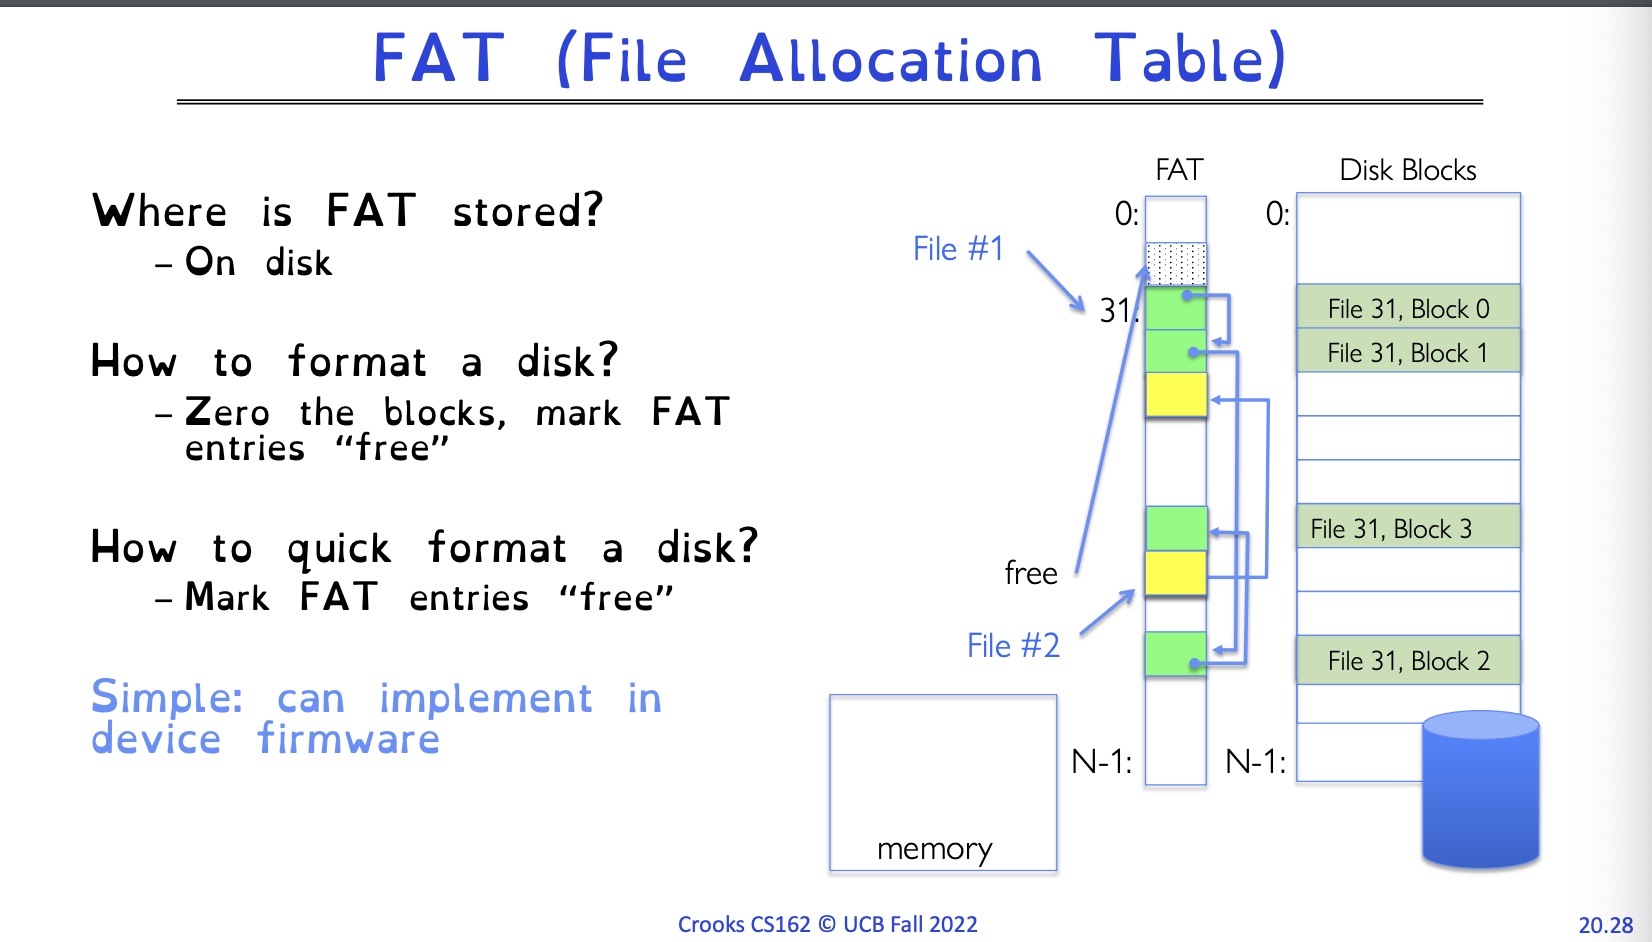 FAT (File Allocation Table)
Where is FAT stored?
– On disk
How to format a disk?
– Zero the blocks, mark FAT
entries “free”
How to quick format a disk?
– Mark FAT entries “free”
Simple: can implement in
device firmware
FAT
Disk Blocks
0:
0:
File #1
31:
File 31, Block 0
File 31, Block 1
File 31, Block 3
free
File #2
File 31, Block 2
N-1:
N-1:
memory
Crooks CS162 © UCB Fall 2022
20.28